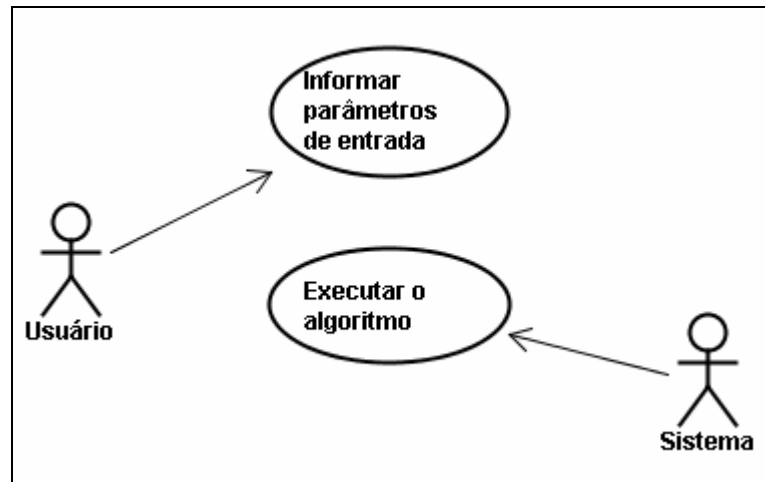 Informar
parâmetros
de entrada
Usuário
Executar o
algoritmo
Sistema